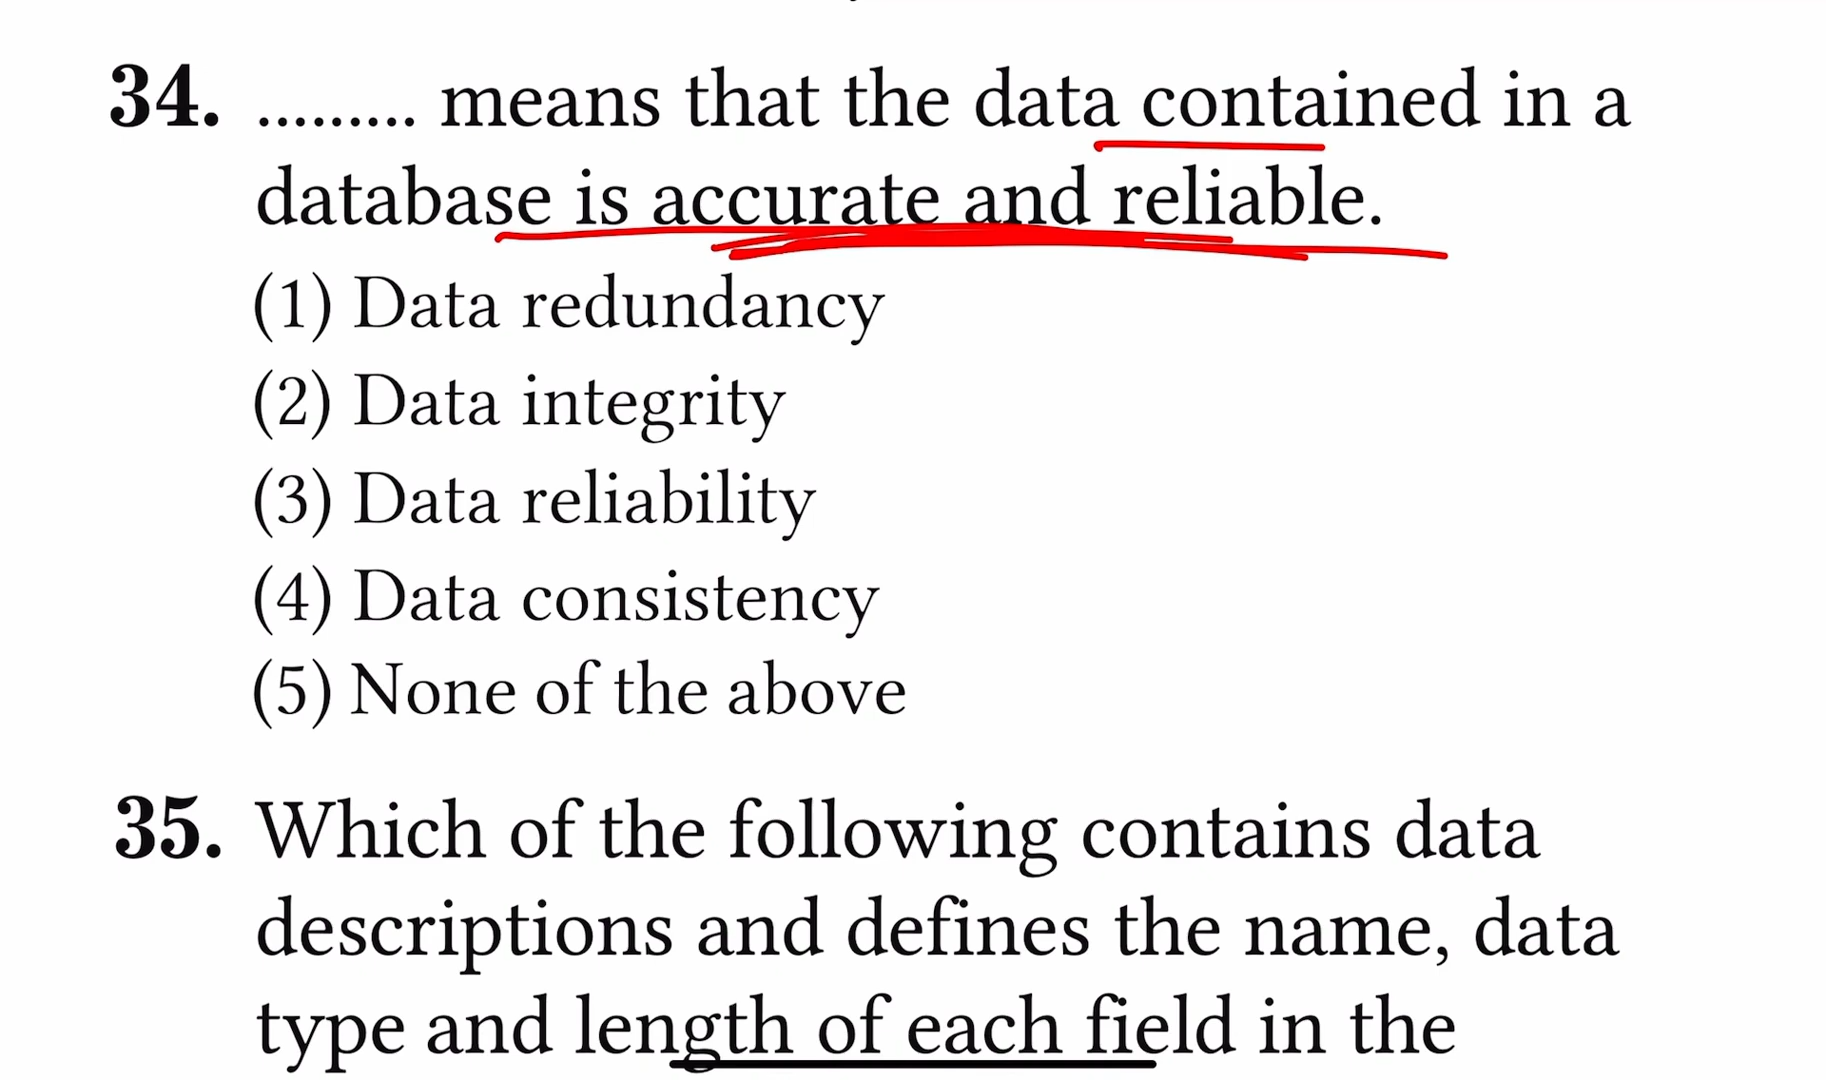 34. ......... means that the data contained in a
database is accurate and reliable.
(1) Data redundancy
(2) Data integrity
(3) Data reliability
(4) Data consistency
(5) None of the above
35. Which of the following contains data
descriptions and defines the name, data
type and length of each field in the